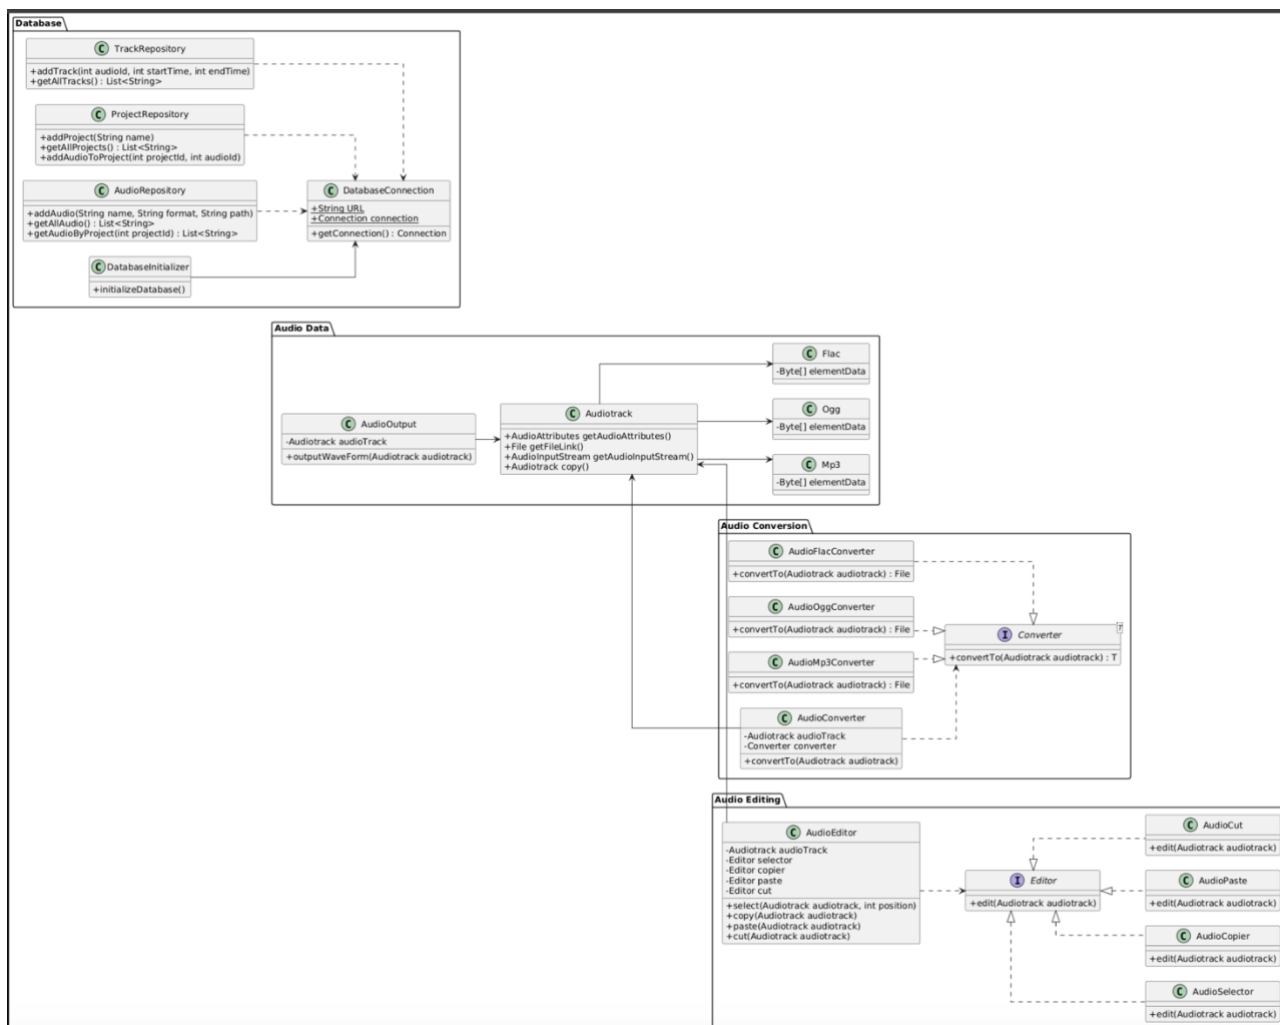 Database
TrackRepository
+addTrack(int audioId, int startTime, int endTime)
+getAllTracks() : List<String>
ProjectRepository
+addProject(String name)
+getAllProjects() : List<String>
+addAudioToProject(int projectId, int audioId)
AudioRepository
+addAudio(String name, String format, String path)
+getAllAudio() : List<String>
+getAudioByProject(int projectId) : List<String>
DatabaseConnection
+String URL
+Connection connection
+getConnection() : Connection
DatabaseInitializer
+initializeDatabase()
Audio Data
Flac
-Byte[] elementData
Ogg
-Byte[] elementData
Mp3
-Byte[] elementData
Audiotrack
+AudioAttributes getAudioAttributes()
+File getFileLink()
+AudioInputStream getAudioInputStream()
+Audiotrack copy()
AudioOutput
-Audiotrack audioTrack
+outputWaveForm(Audiotrack audiotrack)
Audio Conversion
AudioFlacConverter
+convertTo(Audiotrack audiotrack) : File
AudioOggConverter
+convertTo(Audiotrack audiotrack) : File
AudioMp3Converter
+convertTo(Audiotrack audiotrack) : File
Converter
+convertTo(Audiotrack audiotrack) : T
AudioConverter
-Audiotrack audioTrack
-Converter converter
+convertTo(Audiotrack audiotrack)
Audio Editing
AudioEditor
-Audiotrack audioTrack
-Editor selector
-Editor copier
-Editor paste
-Editor cut
+select(Audiotrack audiotrack, int position)
+copy(Audiotrack audiotrack)
+paste(Audiotrack audiotrack)
+cut(Audiotrack audiotrack)
Editor
+edit(Audiotrack audiotrack)
AudioCut
+edit(Audiotrack audiotrack)
AudioPaste
+edit(Audiotrack audiotrack)
AudioCopier
+edit(Audiotrack audiotrack)
AudioSelector
+edit(Audiotrack audiotrack)